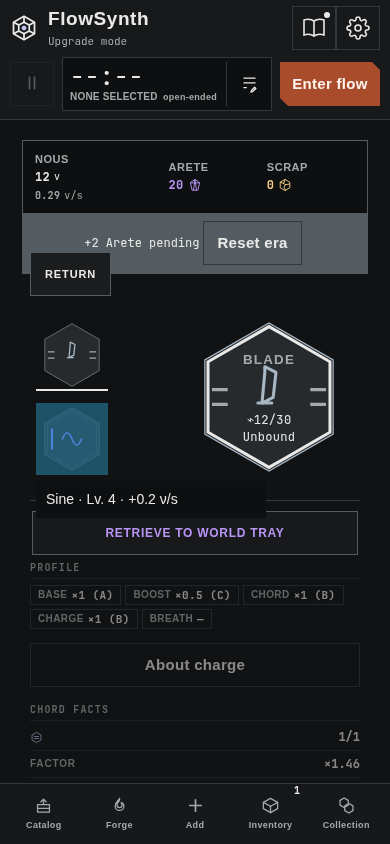 FlowSynth
Upgrade mode
--:--
NONE SELECTED open-ended
Enter flow
NOUS
12 ν
0.29 ν/s
ARETE
20
SCRAP
0
+2 Arete pending
Reset era
RETURN
BLADE
⌁12/30
Unbound
Sine · Lv. 4 · +0.2 ν/s
RETRIEVE TO WORLD TRAY
PROFILE
BASE ×1 (A)
BOOST ×0.5 (C)
CHORD ×1 (B)
CHARGE ×1 (B)
BREATH —
About charge
CHORD FACTS
1/1
FACTOR
×1.46
1
Catalog
Forge
Add
Inventory
Collection